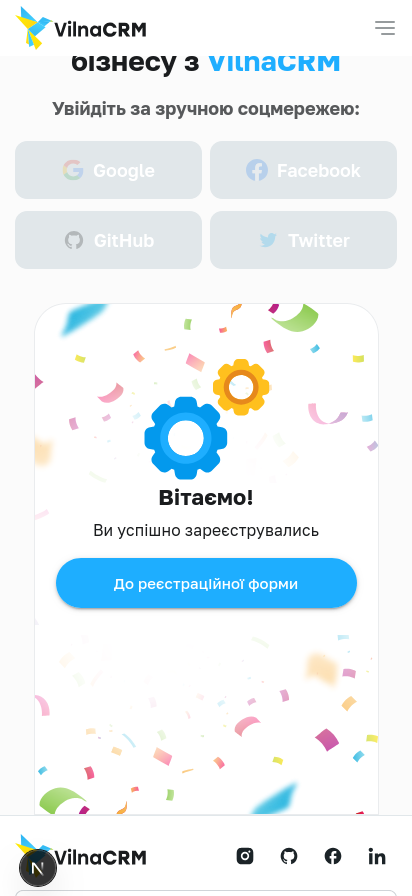 VilnaCRM
бізнесу з VilnaCRM
Увійдіть за зручною соцмережею:
Google
Facebook
GitHub
Twitter
Вітаємо!
Ви успішно зареєструвались
До реєстраційної форми
VilnaCRM
N